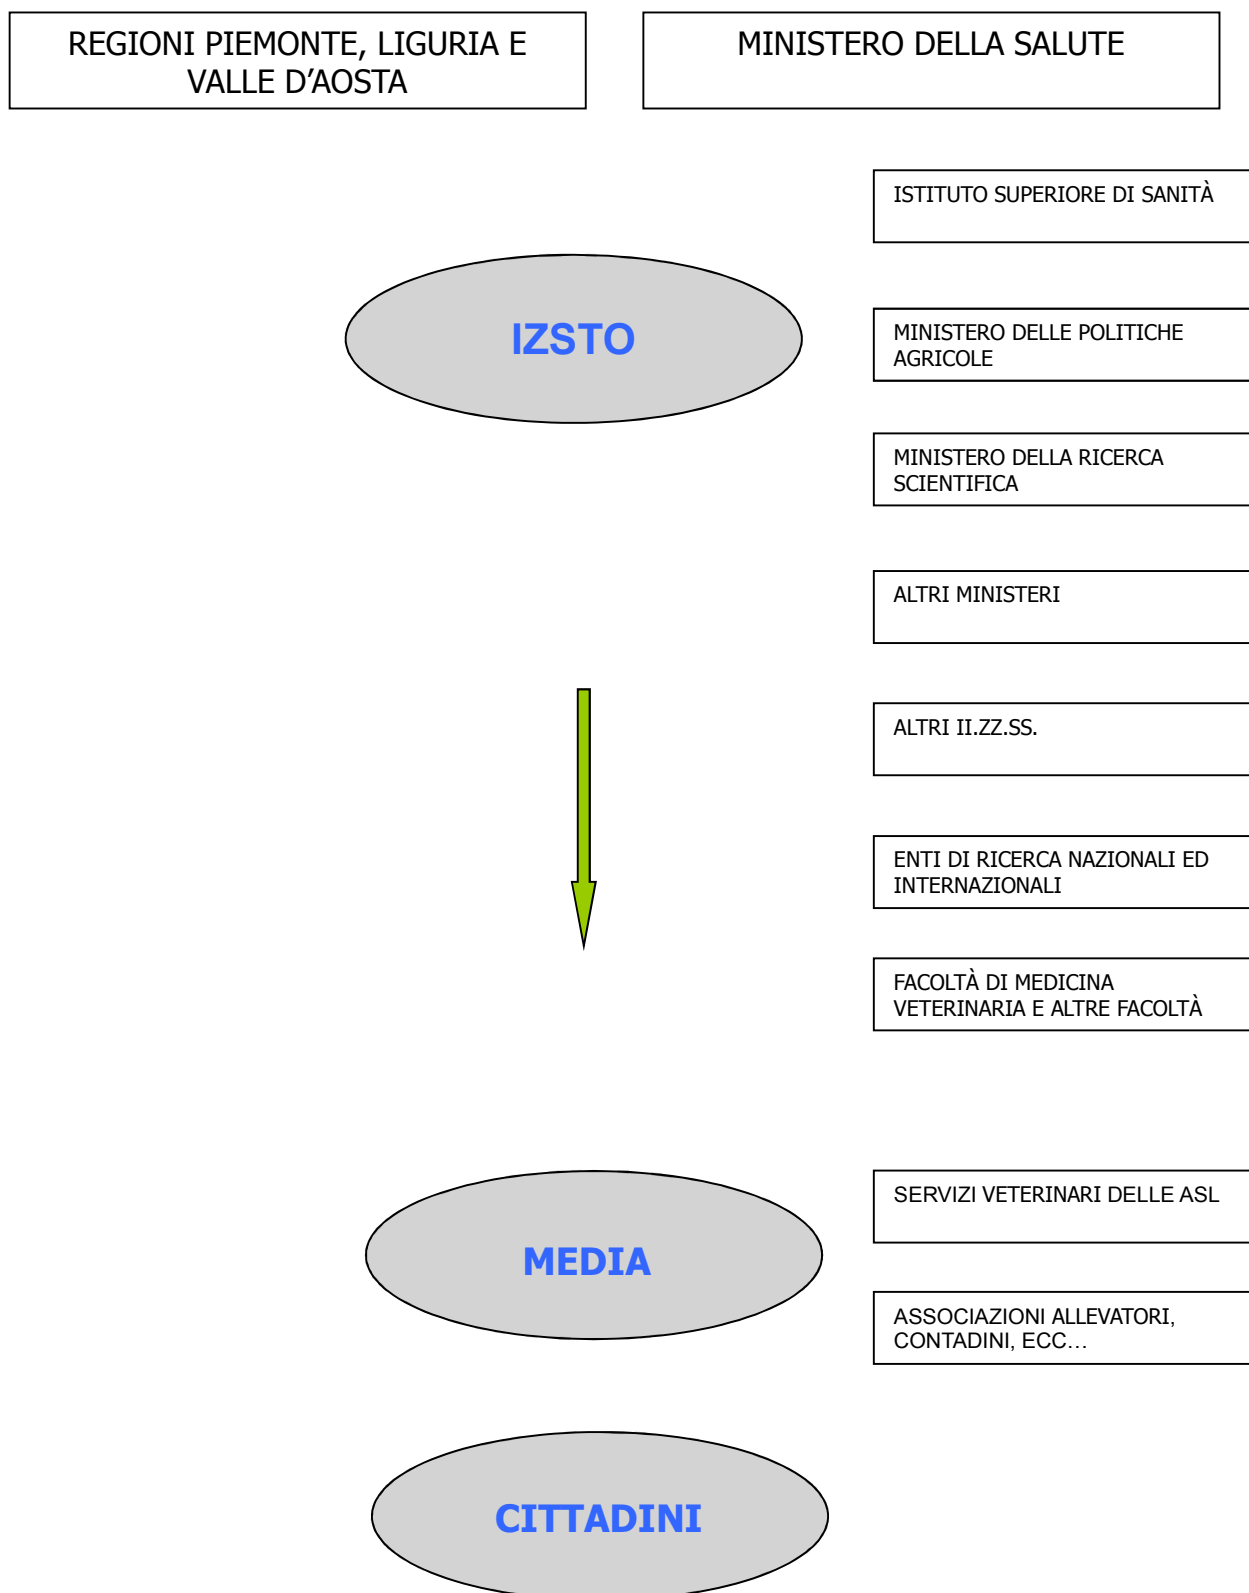 REGIONI PIEMONTE, LIGURIA E
VALLE D’AOSTA
MINISTERO DELLA SALUTE
ISTITUTO SUPERIORE DI SANITÀ
IZSTO
MINISTERO DELLE POLITICHE
AGRICOLE
MINISTERO DELLA RICERCA
SCIENTIFICA
ALTRI MINISTERI
ALTRI II.ZZ.SS.
ENTI DI RICERCA NAZIONALI ED
INTERNAZIONALI
FACOLTÀ DI MEDICINA
VETERINARIA E ALTRE FACOLTÀ
SERVIZI VETERINARI DELLE ASL
MEDIA
ASSOCIAZIONI ALLEVATORI,
CONTADINI, ECC…
CITTADINI